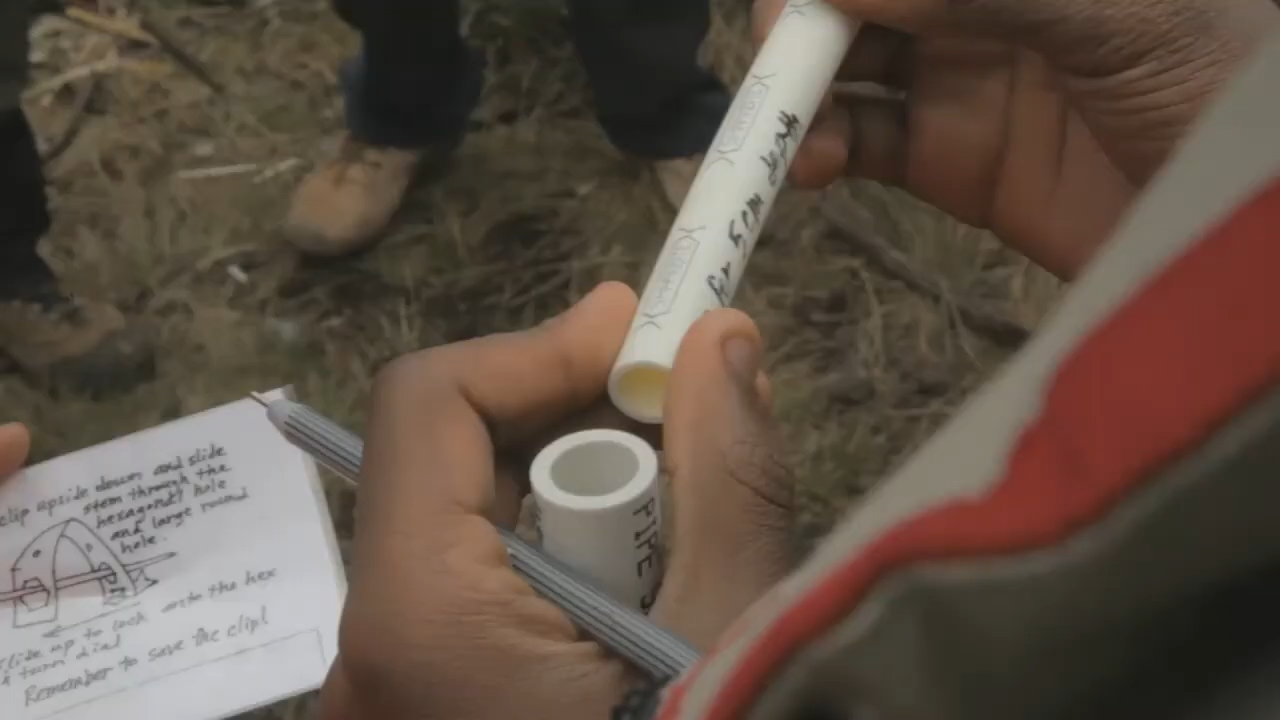 for 5cm depth
PIPE S
clip upside down and slide
stem through the
hexagonal hole
and large round
hole.
slide up to lock onto the hex
& turn dial
Remember to save the clip!